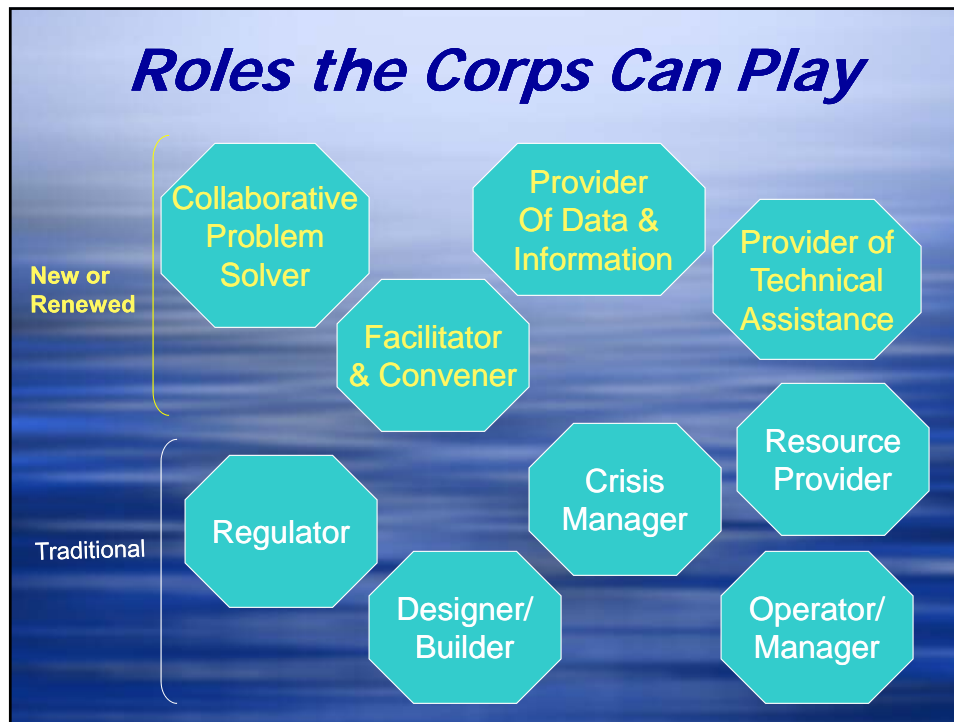 Roles the Corps Can Play
New or
Renewed
Collaborative
Problem
Solver
Provider
Of Data &
Information
Provider of
Technical
Assistance
Facilitator
& Convener
Traditional
Regulator
Crisis
Manager
Resource
Provider
Designer/
Builder
Operator/
Manager